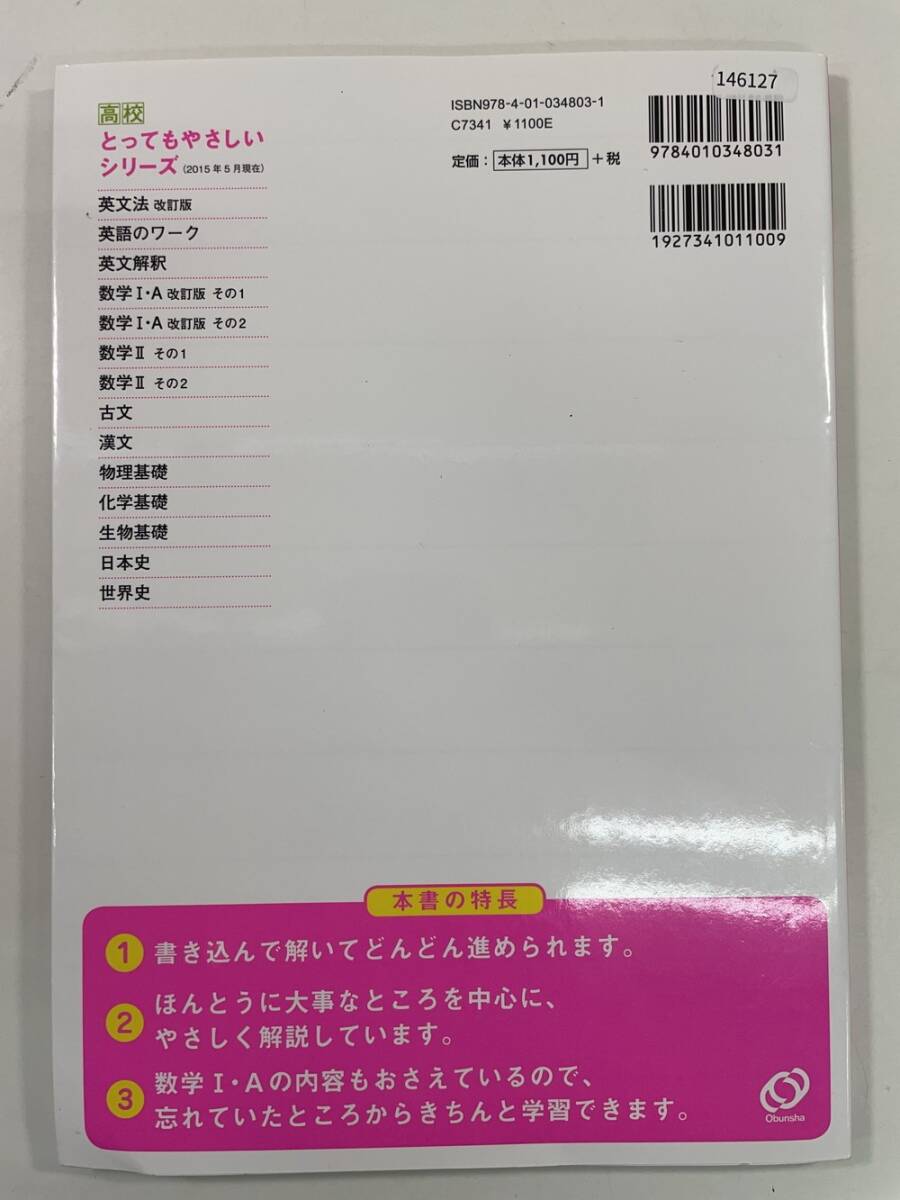 146127
ISBN978-4-01-034803-1
C7341 ¥1100E
定価：本体1,100円＋税
9784010348031
1927341011009
高校
とってもやさしい
シリーズ（2015年5月現在）
英文法 改訂版
英語のワーク
英文解釈
数学Ⅰ・A 改訂版 その1
数学Ⅰ・A 改訂版 その2
数学Ⅱ その1
数学Ⅱ その2
古文
漢文
物理基礎
化学基礎
生物基礎
日本史
世界史
本書の特長
1 書き込んで解いてどんどん進められます。
2 ほんとうに大事なところを中心に、
やさしく解説しています。
3 数学Ⅰ・Aの内容もおさえているので、
忘れていたところからきちんと学習できます。
Obunsha